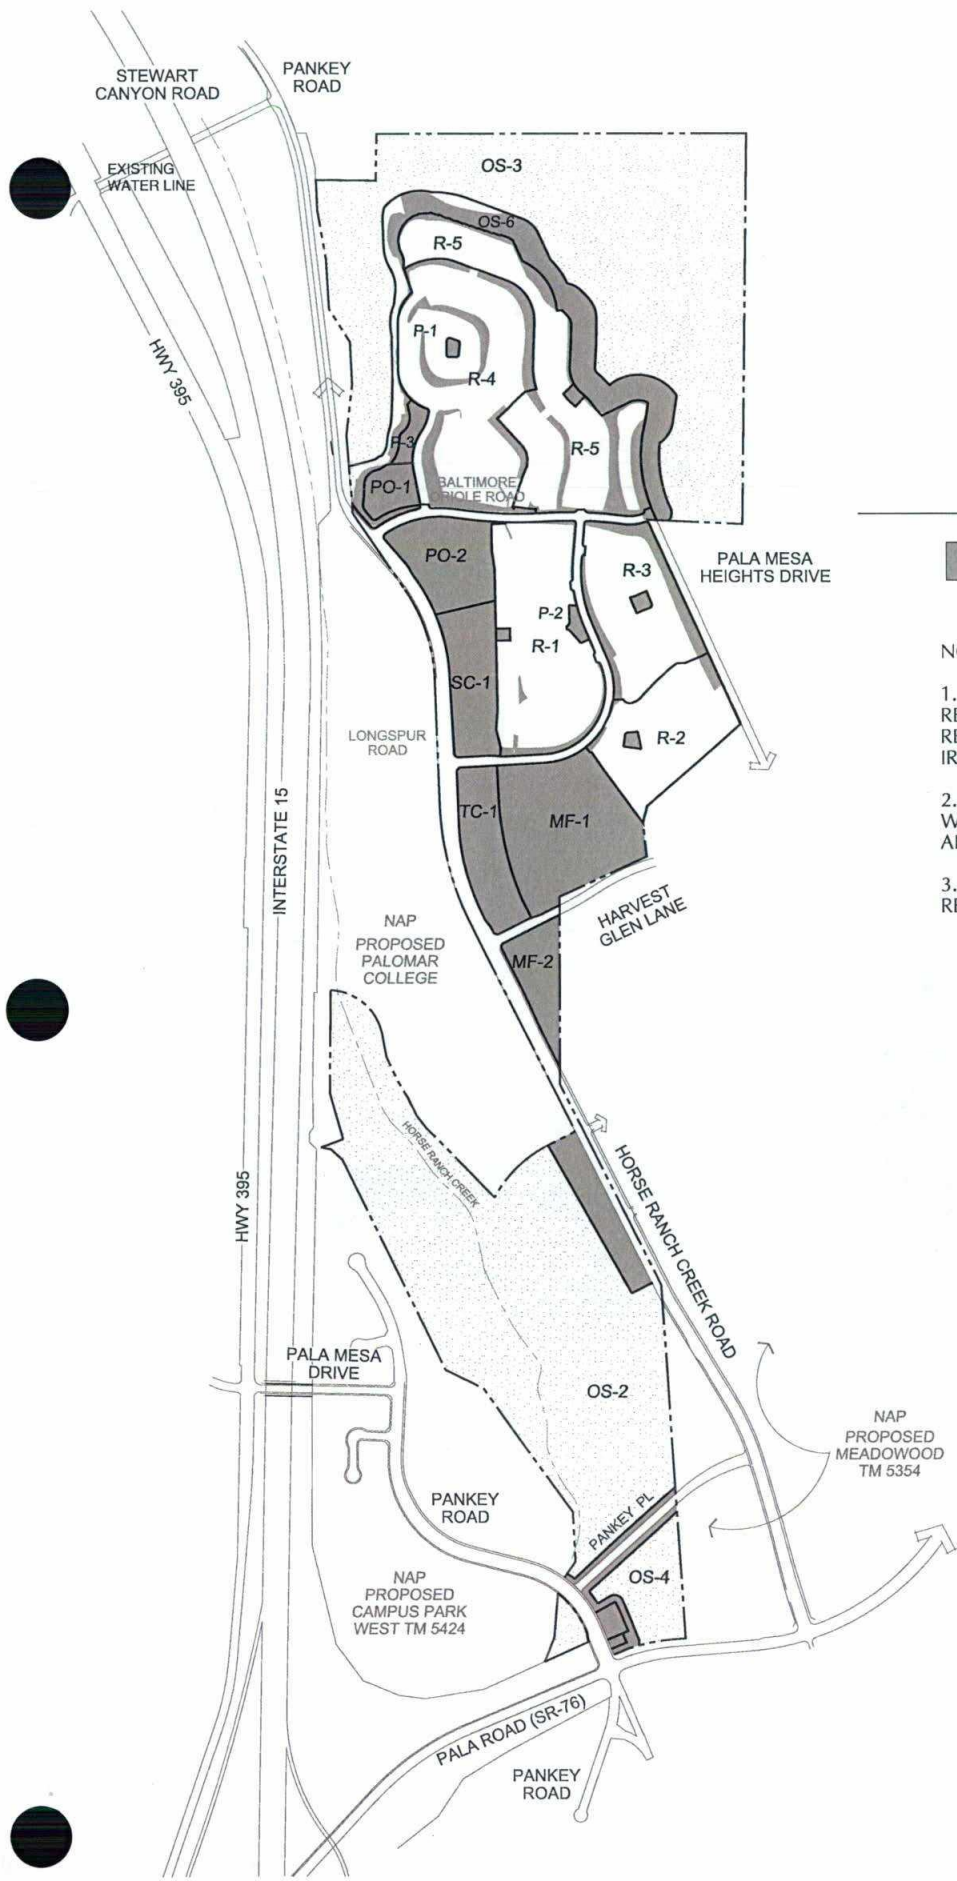 STEWART
CANYON ROAD
PANKEY
ROAD
EXISTING
WATER LINE
OS-3
OS-6
R-5
P-1
R-4
HWY 395
R-5
P-3
PO-1
BALTIMORE
ORIOLE ROAD
PO-2
PALA MESA
HEIGHTS DRIVE
R-3
P-2
R-1
SC-1
LONGSPUR
ROAD
R-2
INTERSTATE 15
TC-1
MF-1
HARVEST
GLEN LANE
NAP
PROPOSED
PALOMAR
COLLEGE
MF-2
HORSE RANCH CREEK
HORSE RANCH CREEK ROAD
HWY 395
PALA MESA
DRIVE
OS-2
NAP
PROPOSED
MEADOWOOD
TM 5354
PANKEY
ROAD
PANKEY PL
OS-4
NAP
PROPOSED
CAMPUS PARK
WEST TM 5424
PALA ROAD (SR-76)
PANKEY
ROAD
1.
2.
3.